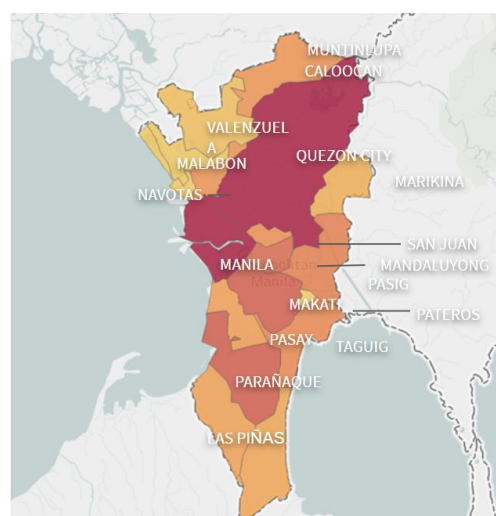 MUNTINLUPA
CALOOCAN
VALENZUEL
A
MALABON
QUEZON CITY
MARIKINA
NAVOTAS
SAN JUAN
MANILA
MANDALUYONG
Manila
PASIG
MAKATI
PATEROS
PASAY
TAGUIG
PARAÑAQUE
LAS PIÑAS